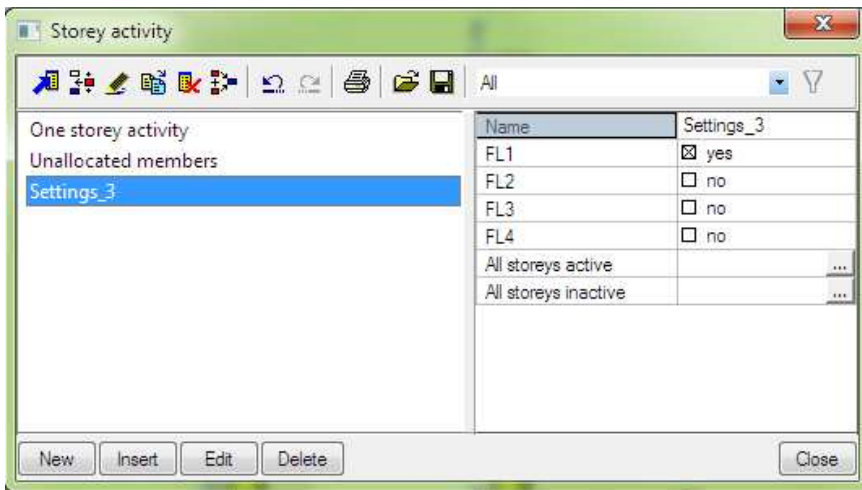 Storey activity
All
One storey activity
Unallocated members
Settings_3
Name Settings_3
FL1 yes
FL2 no
FL3 no
FL4 no
All storeys active ...
All storeys inactive ...
New Insert Edit Delete Close